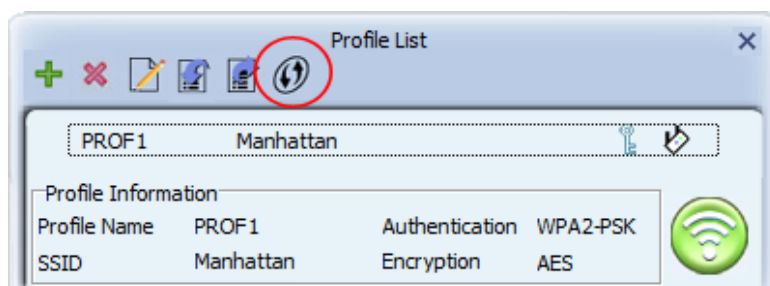 Profile List
PROF1 Manhattan
Profile Information
Profile Name PROF1 Authentication WPA2-PSK
SSID Manhattan Encryption AES